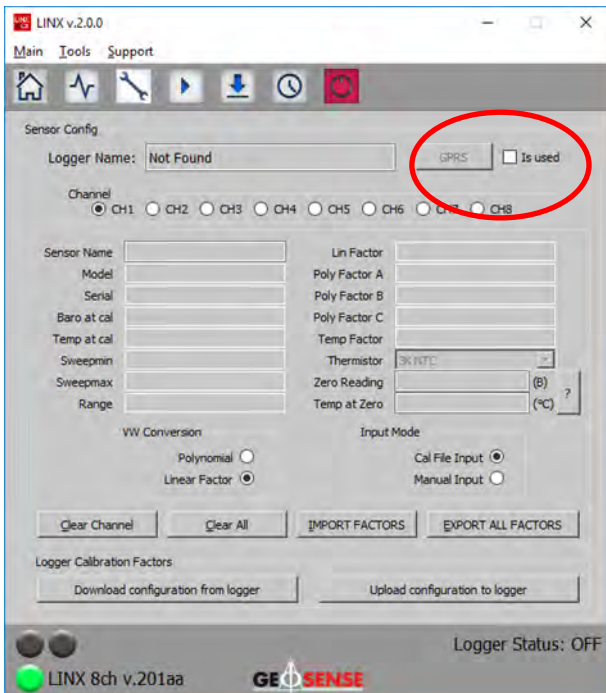 LINX v.2.0.0
Main Tools Support
Sensor Config
Logger Name: Not Found GPRS Is used
Channel
CH1 CH2 CH3 CH4 CH5 CH6 CH7 CH8
Sensor Name Lin Factor
Model Poly Factor A
Serial Poly Factor B
Baro at cal Poly Factor C
Temp at cal Temp Factor
Sweepmin Thermistor 3K NTC
Sweepmax Zero Reading (B) ?
Range Temp at Zero (ºC)
VW Conversion Input Mode
Polynomial Cal File Input
Linear Factor Manual Input
Clear Channel Clear All IMPORT FACTORS EXPORT ALL FACTORS
Logger Calibration Factors
Download configuration from logger Upload configuration to logger
Logger Status: OFF
LINX 8ch v.201aa GEOSENSE